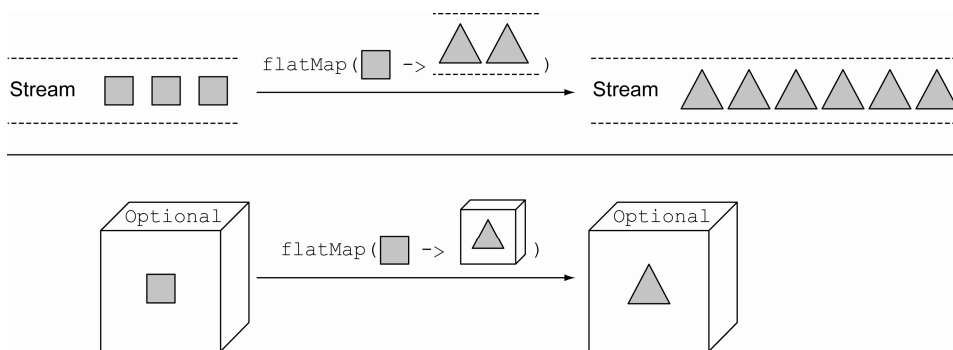 flatMap( -> )
Stream
Stream
Optional
Optional
flatMap( -> )